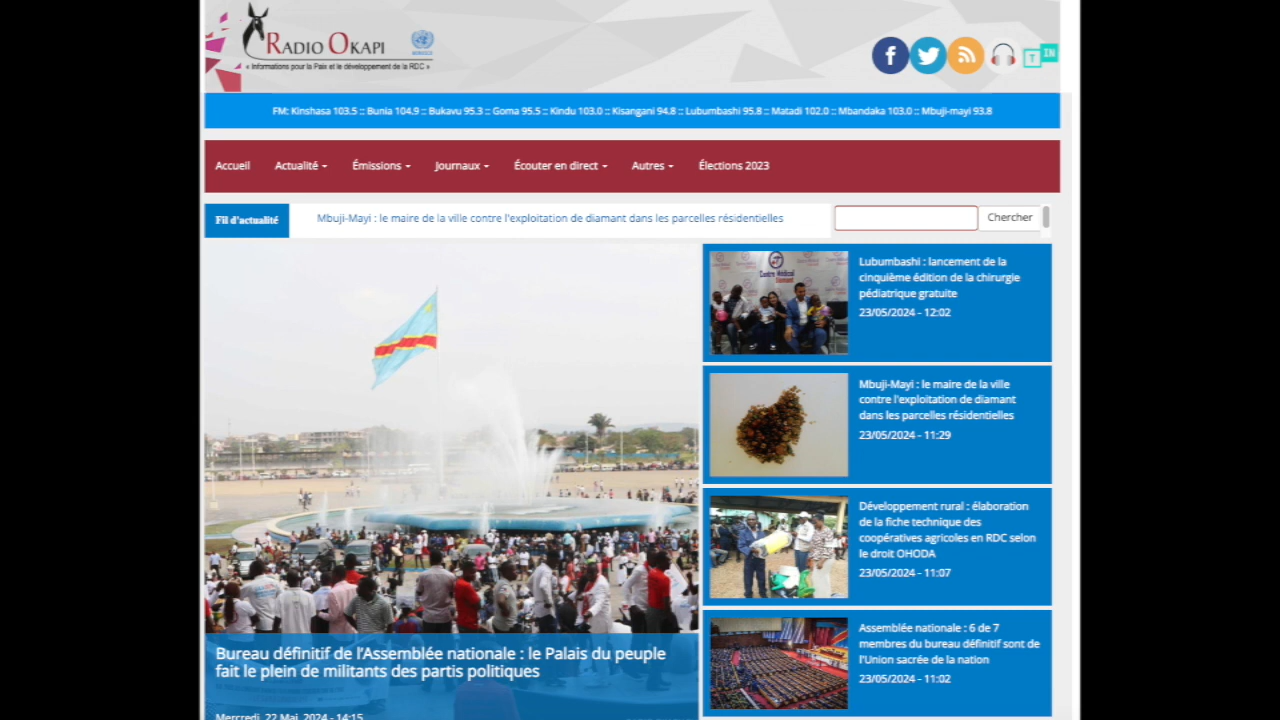 RADIO OKAPI
« Informations pour la Paix et le développement de la RDC »
T IN
FM: Kinshasa 103.5 :: Bunia 104.9 :: Bukavu 95.3 :: Goma 95.5 :: Kindu 103.0 :: Kisangani 94.8 :: Lubumbashi 95.8 :: Matadi 102.0 :: Mbandaka 103.0 :: Mbuji-mayi 93.8
Accueil Actualité Émissions Journaux Écouter en direct Autres Élections 2023
Fil d'actualité Mbuji-Mayi : le maire de la ville contre l'exploitation de diamant dans les parcelles résidentielles Chercher
Bureau définitif de l'Assemblée nationale : le Palais du peuple
fait le plein de militants des partis politiques
Mercredi, 22 Mai, 2024 - 14:15
Centre Médical
Lubumbashi : lancement de la
cinquième édition de la chirurgie
pédiatrique gratuite
23/05/2024 - 12:02
Mbuji-Mayi : le maire de la ville
contre l'exploitation de diamant
dans les parcelles résidentielles
23/05/2024 - 11:29
Développement rural : élaboration
de la fiche technique des
coopératives agricoles en RDC selon
le droit OHODA
23/05/2024 - 11:07
Assemblée nationale : 6 de 7
membres du bureau définitif sont de
l'Union sacrée de la nation
23/05/2024 - 11:02